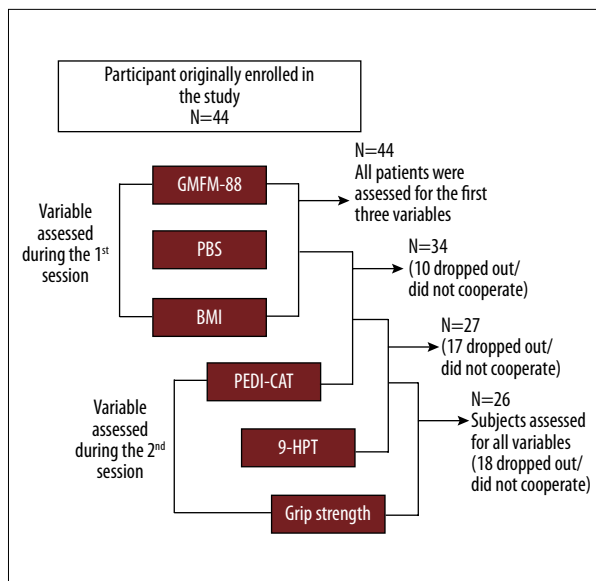 Participant originally enrolled in
the study
N=44
N=44
All patients were
assessed for the first
three variables
GMFM-88
Variable
assessed
during the 1st
session
PBS
BMI
N=34
(10 dropped out/
did not cooperate)
N=27
(17 dropped out/
did not cooperate)
PEDI-CAT
Variable
assessed
during the 2nd
session
9-HPT
Grip strength
N=26
Subjects assessed
for all variables
(18 dropped out/
did not cooperate)